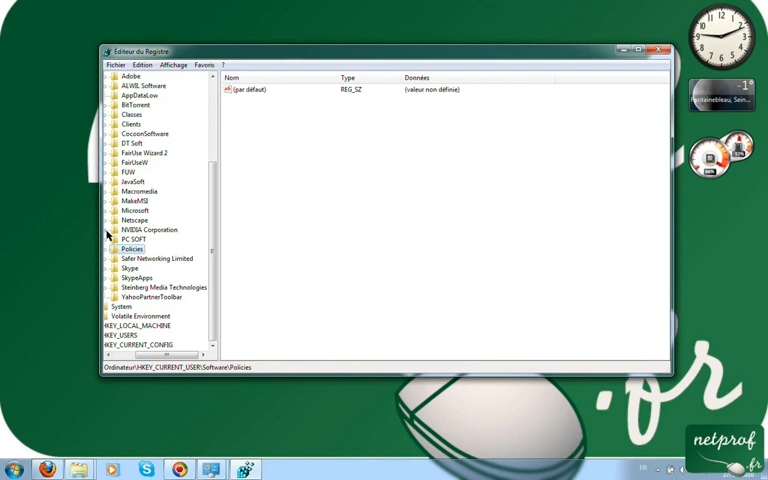 Éditeur du Registre
Fichier Edition Affichage Favoris ?
Nom Type Données
(par défaut) REG_SZ (valeur non définie)
Adobe
ALWIL Software
AppDataLow
BitTorrent
Classes
Clients
CocoonSoftware
DT Soft
FairUse Wizard 2
FairUseW
FUW
JavaSoft
Macromedia
MakeMSI
Microsoft
Netscape
NVIDIA Corporation
PC SOFT
Policies
Safer Networking Limited
Skype
SkypeApps
Steinberg Media Technologies
YahooPartnerToolbar
System
Volatile Environment
HKEY_LOCAL_MACHINE
HKEY_USERS
HKEY_CURRENT_CONFIG
Ordinateur\HKEY_CURRENT_USER\Software\Policies
-1°
Fontainebleau, Sein...
.fr
netprof
.fr
FR